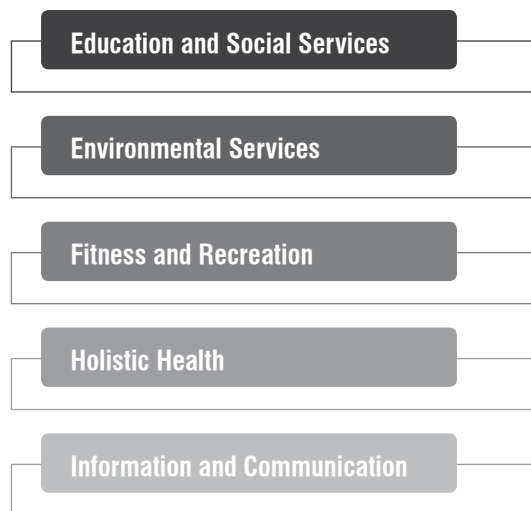 Education and Social Services
Environmental Services
Fitness and Recreation
Holistic Health
Information and Communication